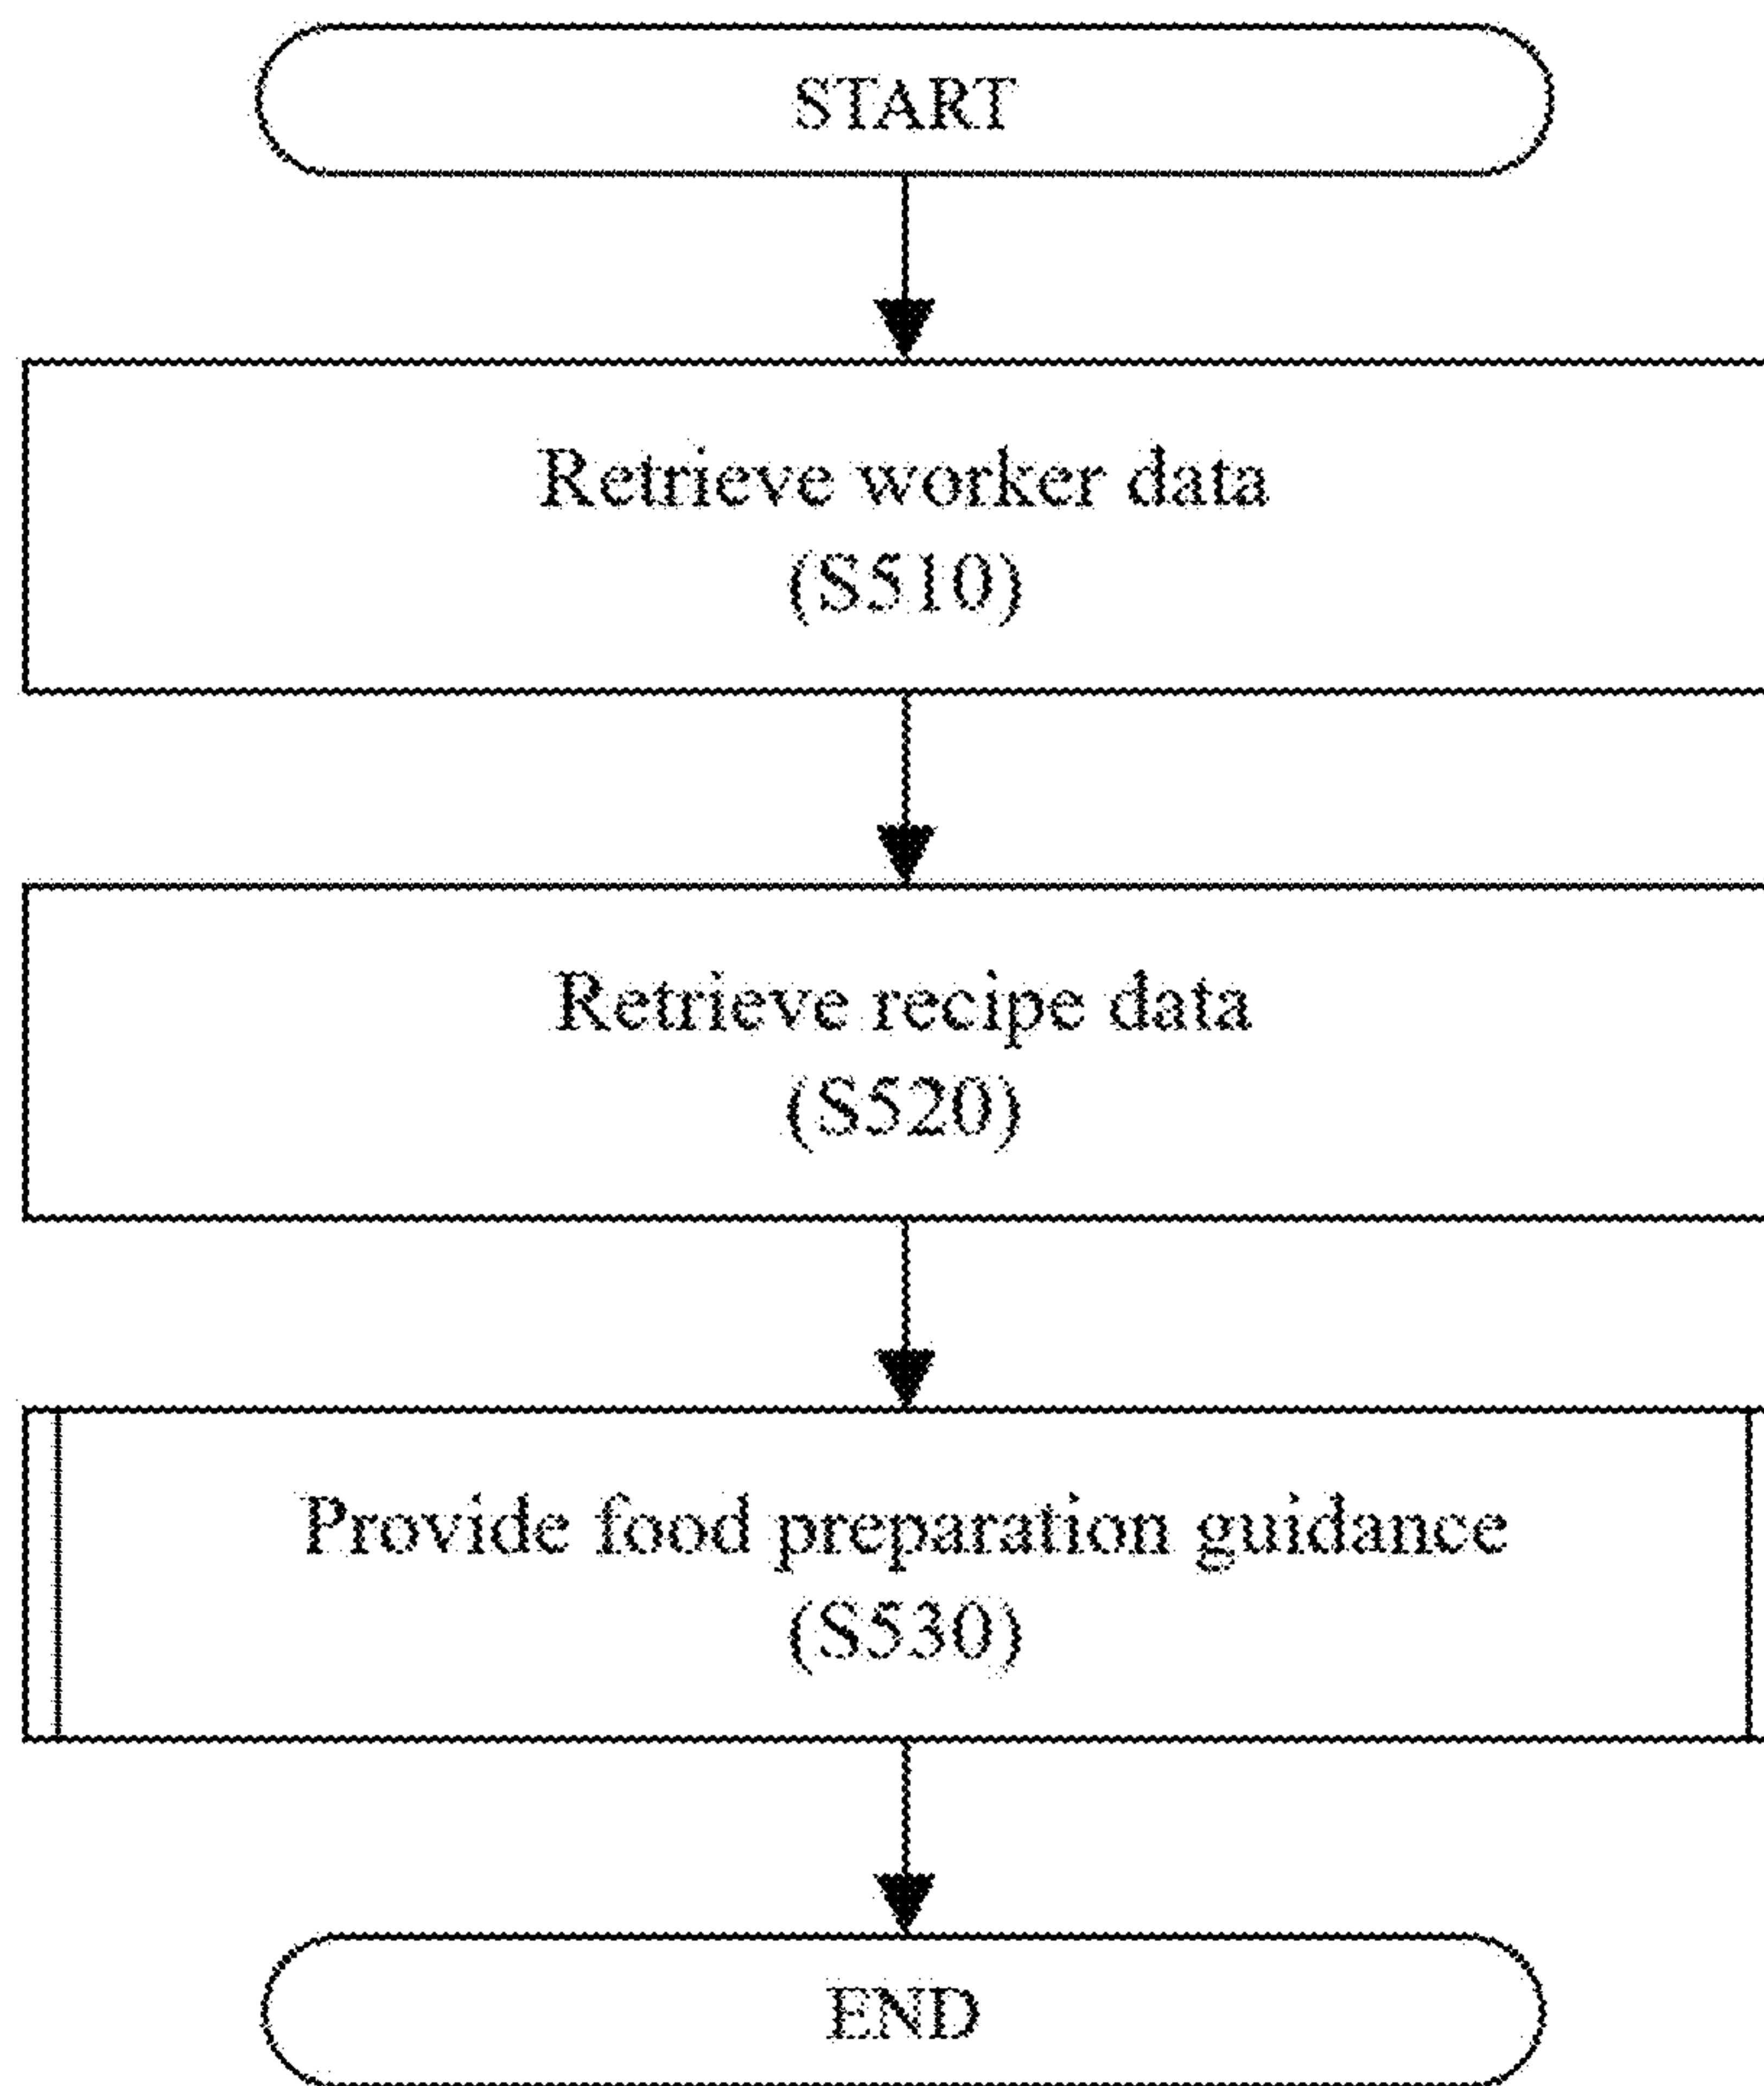 START
Retrieve worker data
(S510)
Retrieve recipe data
(S520)
Provide food preparation guidance
(S530)
END